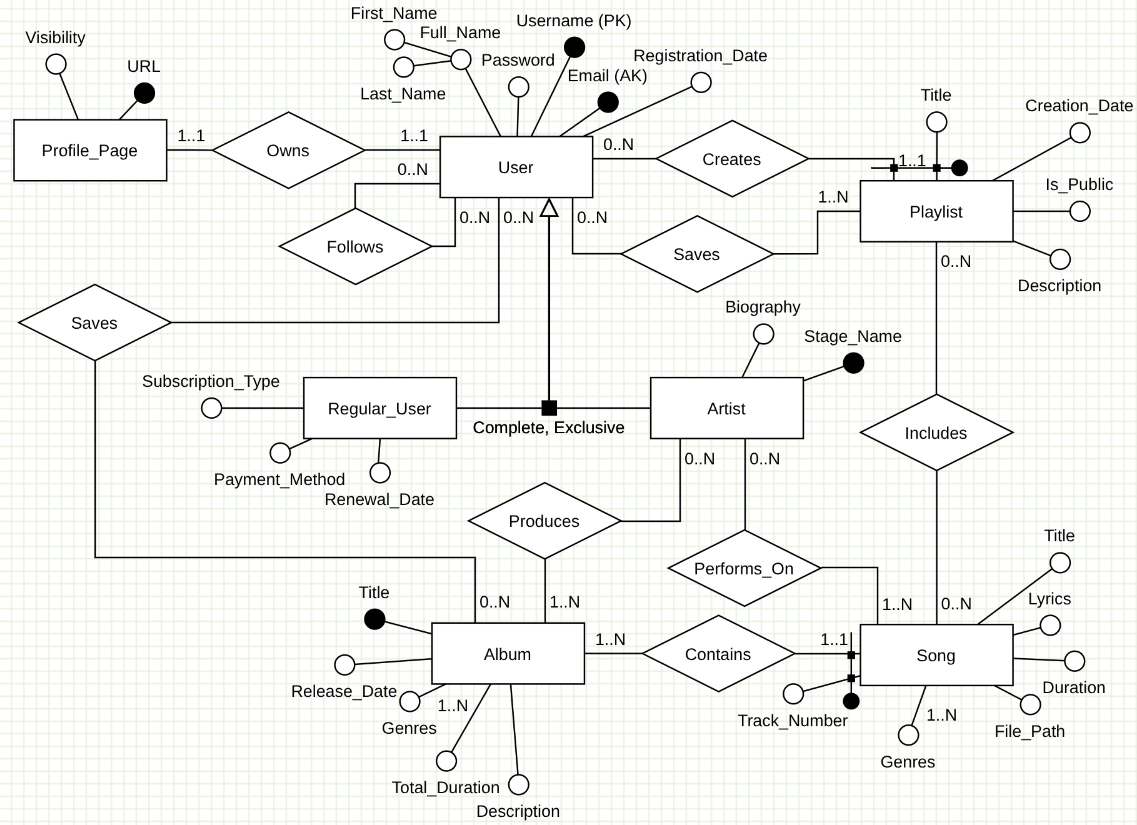 First_Name
Username (PK)
Visibility
Full_Name
Registration_Date
Password
URL
Email (AK)
Last_Name
Title
Creation_Date
Profile_Page
1..1
Owns
1..1
User
0..N
Creates
1..1
0..N
Is_Public
Playlist
1..N
0..N
0..N
0..N
Follows
Saves
0..N
Description
Saves
Biography
Stage_Name
Subscription_Type
Regular_User
Artist
Complete, Exclusive
Includes
0..N
0..N
Payment_Method
Renewal_Date
Produces
Title
Performs_On
Title
0..N
1..N
1..N
0..N
Lyrics
Album
1..N
Contains
1..1
Song
Release_Date
Duration
1..N
Track_Number
1..N
Genres
File_Path
Genres
Total_Duration
Description